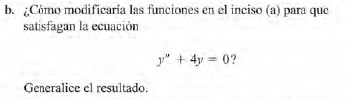 b. ¿Cómo modificaría las funciones en el inciso (a) para que
satisfagan la ecuación
y″ + 4y = 0?
Generalice el resultado.